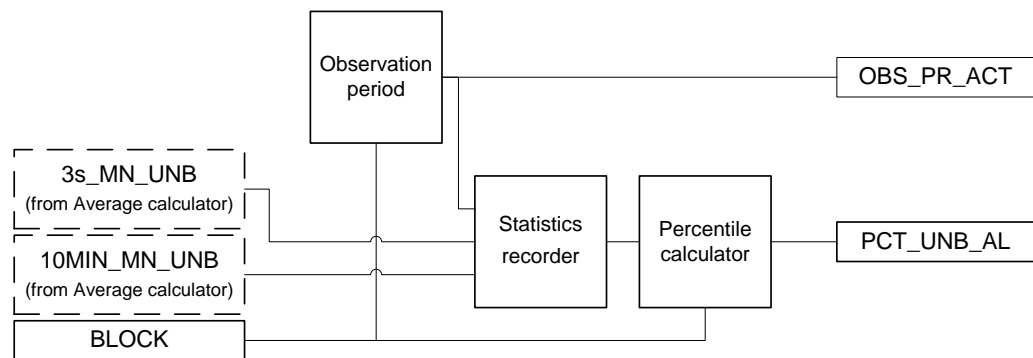 Observation
period
OBS_PR_ACT
3s_MN_UNB
(from Average calculator)
Statistics
recorder
Percentile
calculator
PCT_UNB_AL
10MIN_MN_UNB
(from Average calculator)
BLOCK